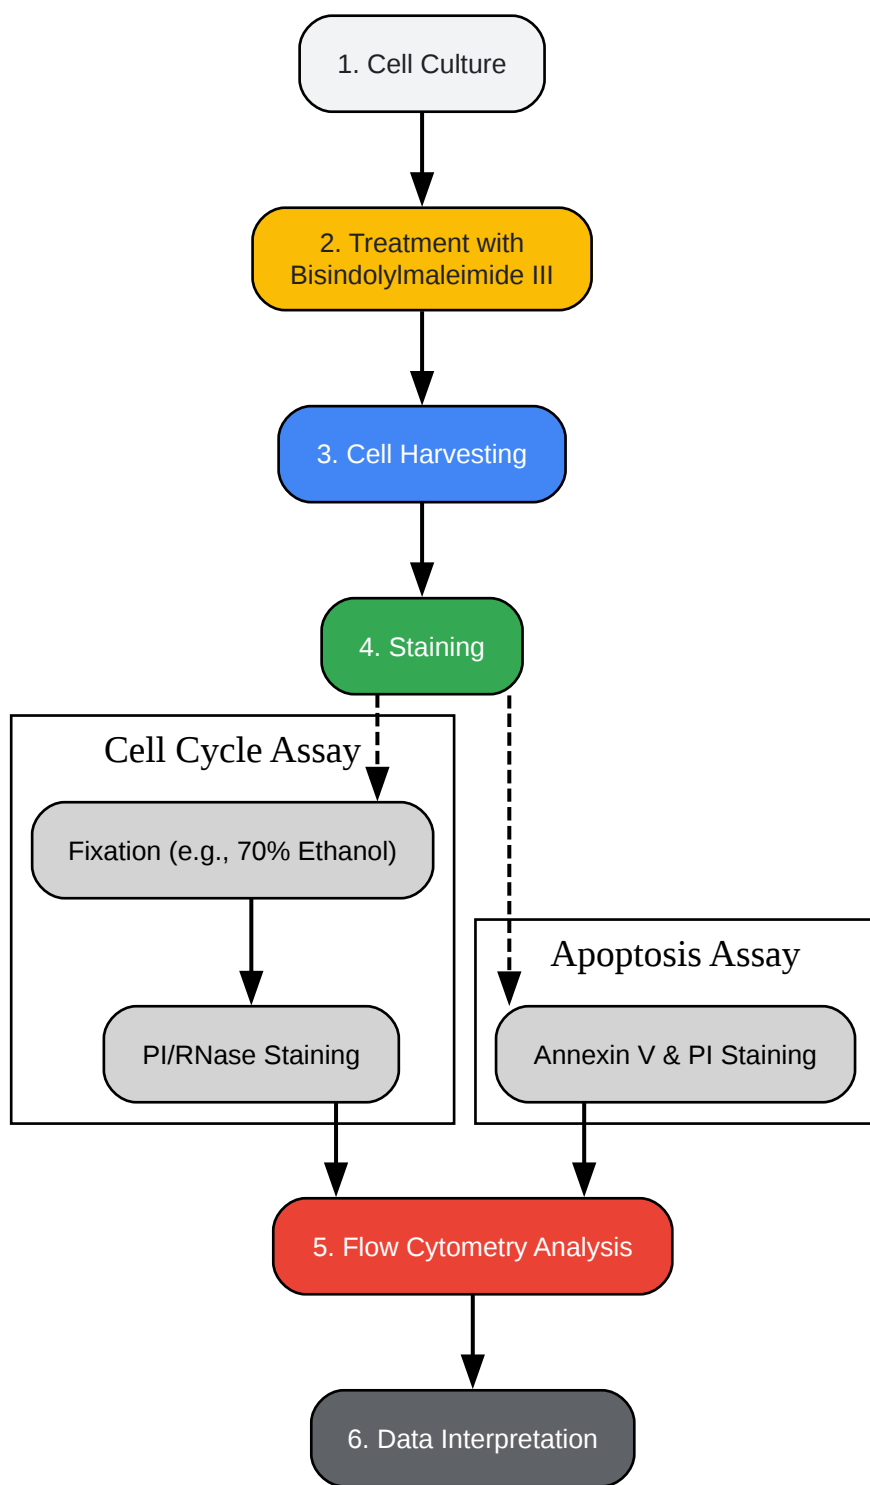 1. Cell Culture
2. Treatment with
Bisindolylmaleimide III
3. Cell Harvesting
4. Staining
Cell Cycle Assay
Fixation (e.g., 70% Ethanol)
PI/RNase Staining
Apoptosis Assay
Annexin V & PI Staining
5. Flow Cytometry Analysis
6. Data Interpretation